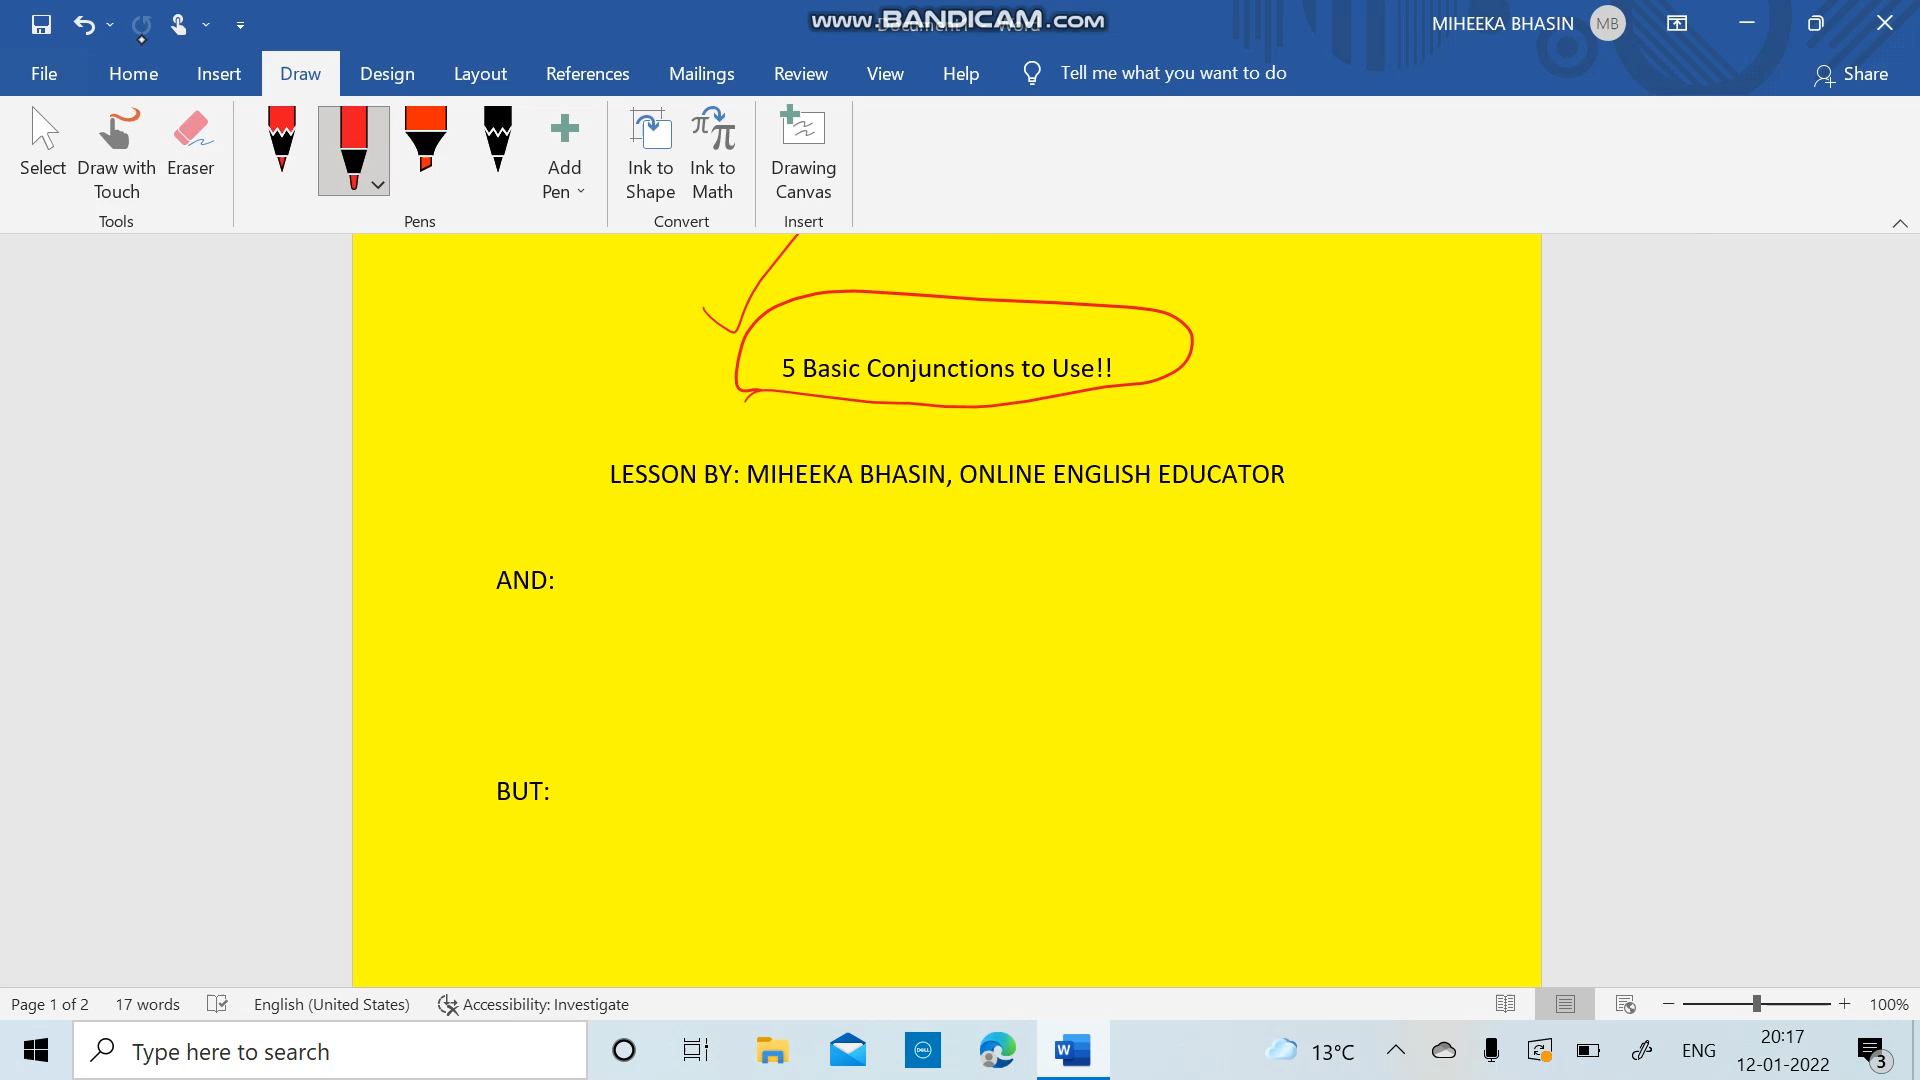 www.BANDICAM.com
MIHEEKA BHASIN MB
File Home Insert Draw Design Layout References Mailings Review View Help Tell me what you want to do Share
Select Draw with Touch Eraser Add Pen Ink to Shape Ink to Math Drawing Canvas
Tools Pens Convert Insert
5 Basic Conjunctions to Use!!
LESSON BY: MIHEEKA BHASIN, ONLINE ENGLISH EDUCATOR
AND:
BUT:
Page 1 of 2 17 words English (United States) Accessibility: Investigate 100%
Type here to search DELL W 13°C ENG 20:17
12-01-2022 3